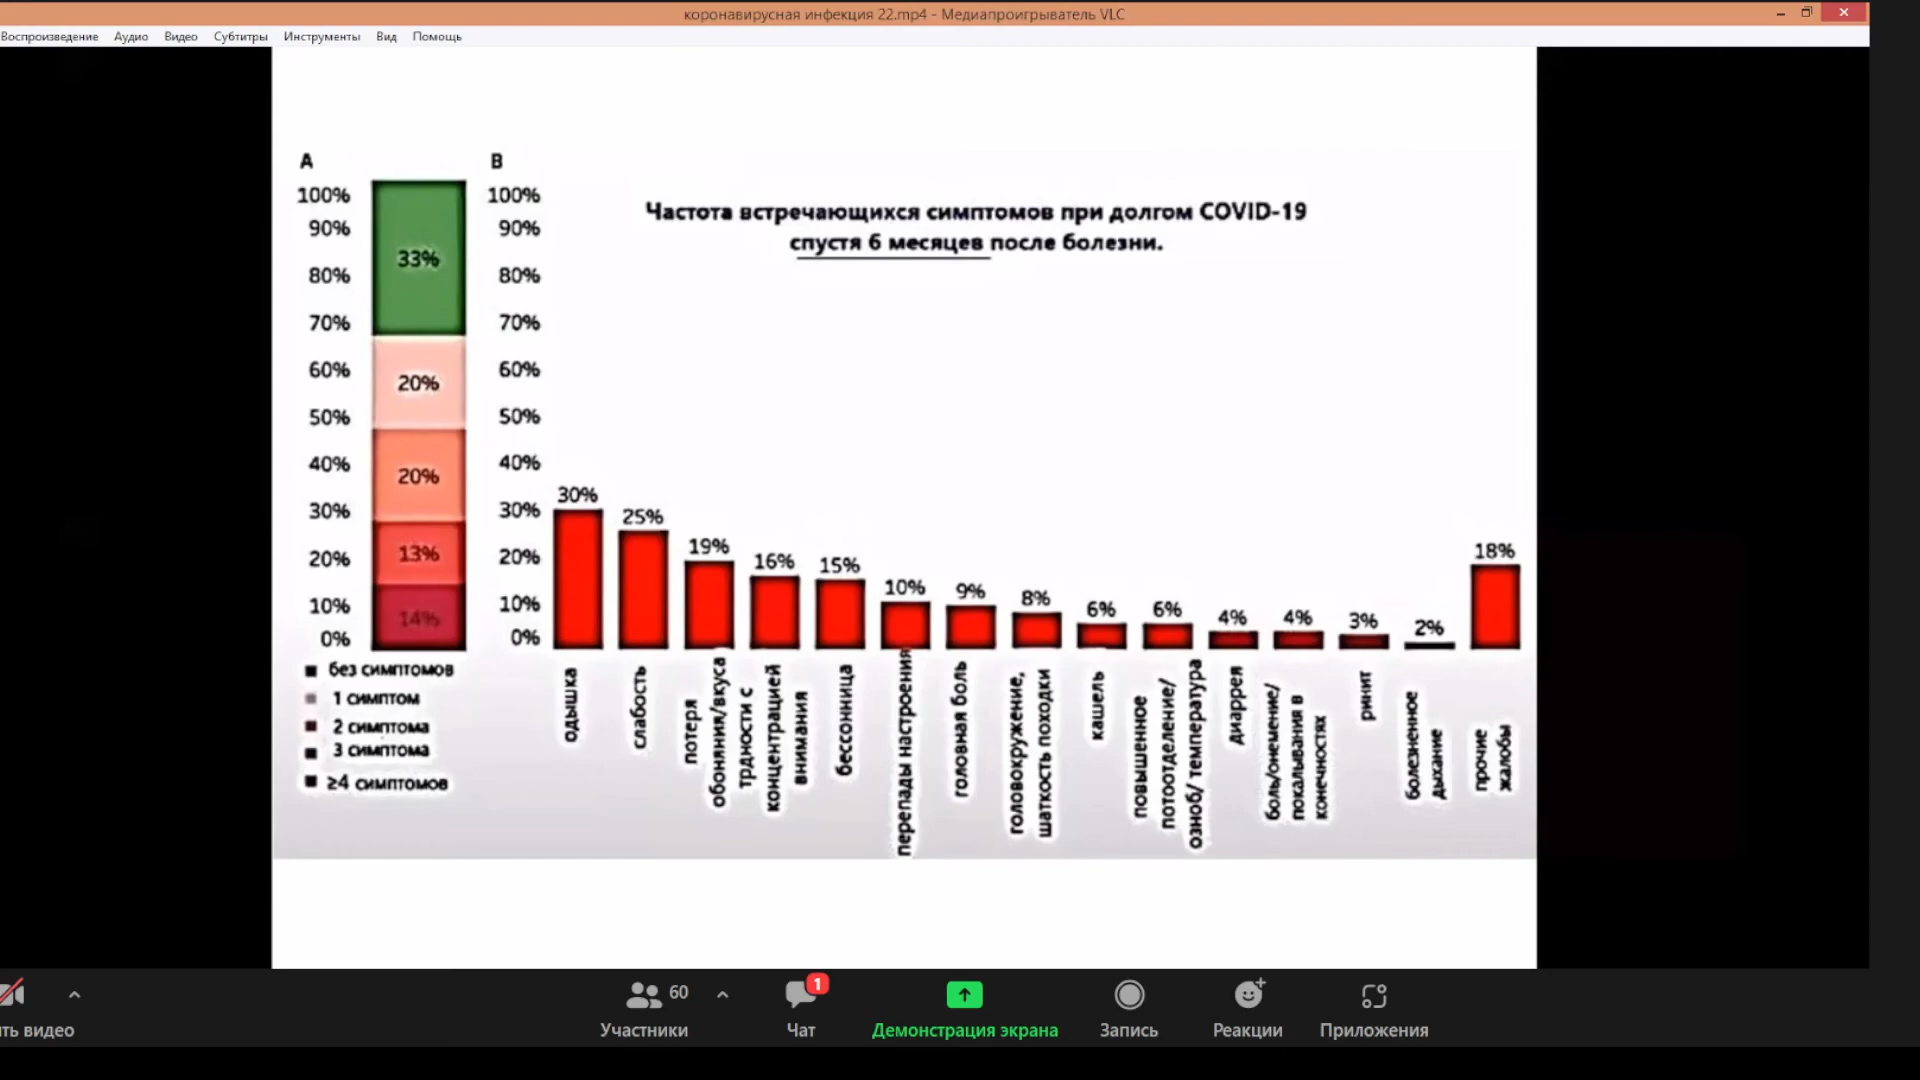 коронавирусная инфекция 22.mp4 - Медиапроигрыватель VLC
Воспроизведение Аудио Видео Субтитры Инструменты Вид Помощь
A
100%
90%
80%
70%
60%
50%
40%
30%
20%
10%
0%
33%
20%
20%
13%
14%
без симптомов
1 симптом
2 симптома
3 симптома
≥4 симптомов
B
Частота встречающихся симптомов при долгом COVID-19
спустя 6 месяцев после болезни.
100%
90%
80%
70%
60%
50%
40%
30%
20%
10%
0%
30%
25%
19%
16%
15%
10%
9%
8%
6%
6%
4%
4%
3%
2%
18%
одышка
слабость
потеря
обоняния/вкуса
трдности с
концентрацией
внимания
бессонница
перепады настроения
головная боль
головокружение,
шаткость походки
кашель
повышенное
потоотделение/
озноб/ температура
диаррея
боль/онемение/
покалывания в
конечностях
ринит
болезненное
дыхание
прочие
жалобы
60
1
ть видео
Участники
Чат
Демонстрация экрана
Запись
Реакции
Приложения